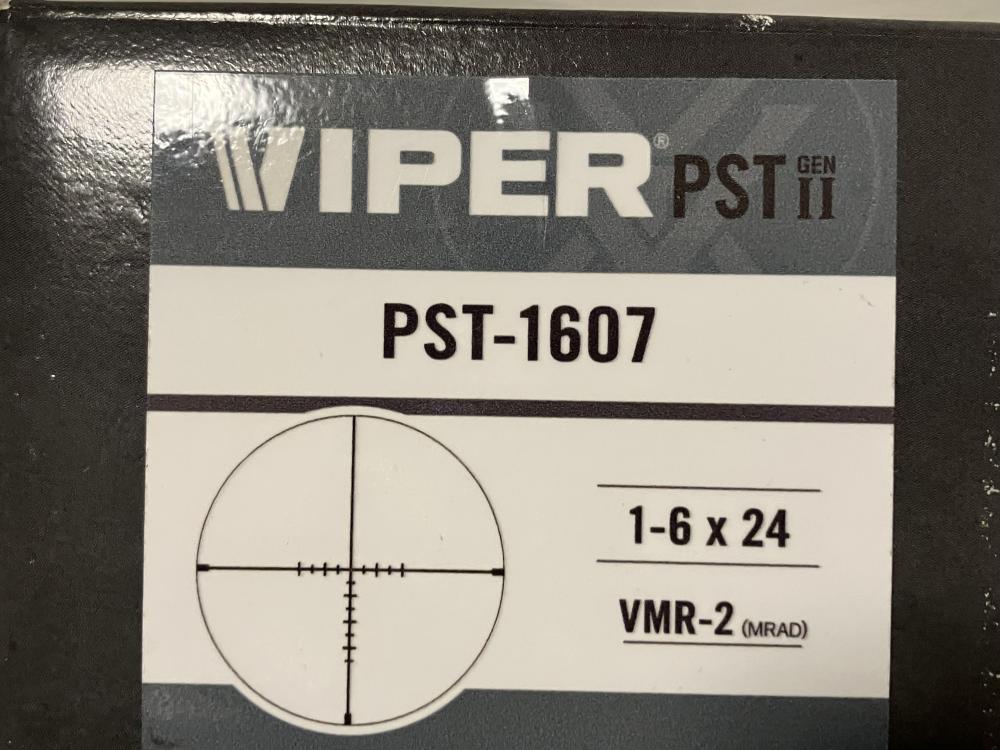 VIPER® PST GEN II
PST-1607
1-6 x 24
VMR-2 (MRAD)